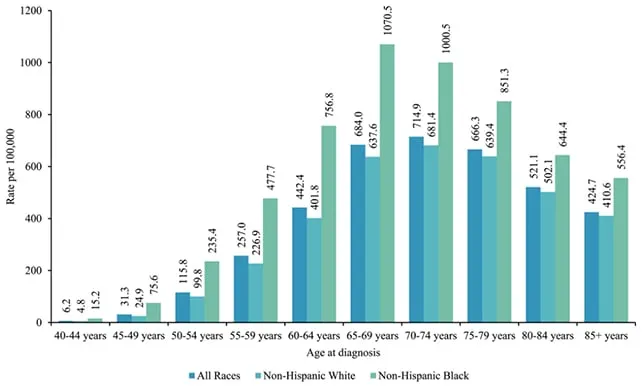 1200
1000
800
600
400
200
0
Rate per 100,000
6.2 4.8 15.2
31.3 24.9 75.6
115.8 99.8 235.4
257.0 226.9 477.7
442.4 401.8 756.8
684.0 637.6 1070.5
714.9 681.4 1000.5
666.3 639.4 851.3
521.1 502.1 644.4
424.7 410.6 556.4
40-44 years 45-49 years 50-54 years 55-59 years 60-64 years 65-69 years 70-74 years 75-79 years 80-84 years 85+ years
Age at diagnosis
All Races Non-Hispanic White Non-Hispanic Black